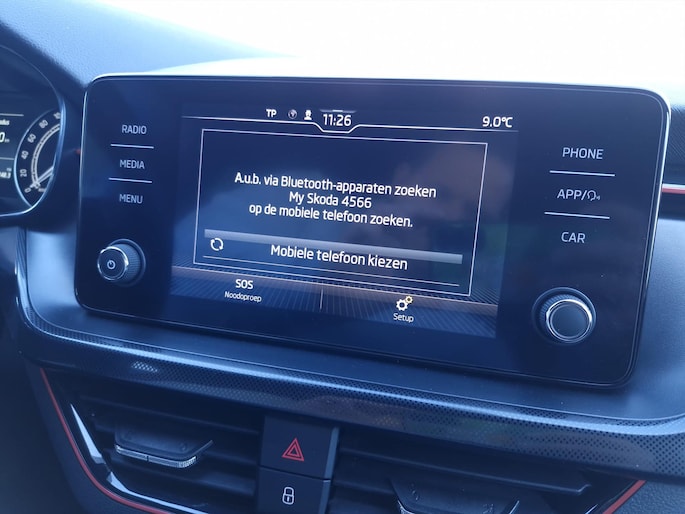 TP 11:26 9.0°C
RADIO
MEDIA
MENU
A.u.b. via Bluetooth-apparaten zoeken
My Skoda 4566
op de mobiele telefoon zoeken.
Mobiele telefoon kiezen
SOS
Noodoproep
Setup
PHONE
APP/
CAR